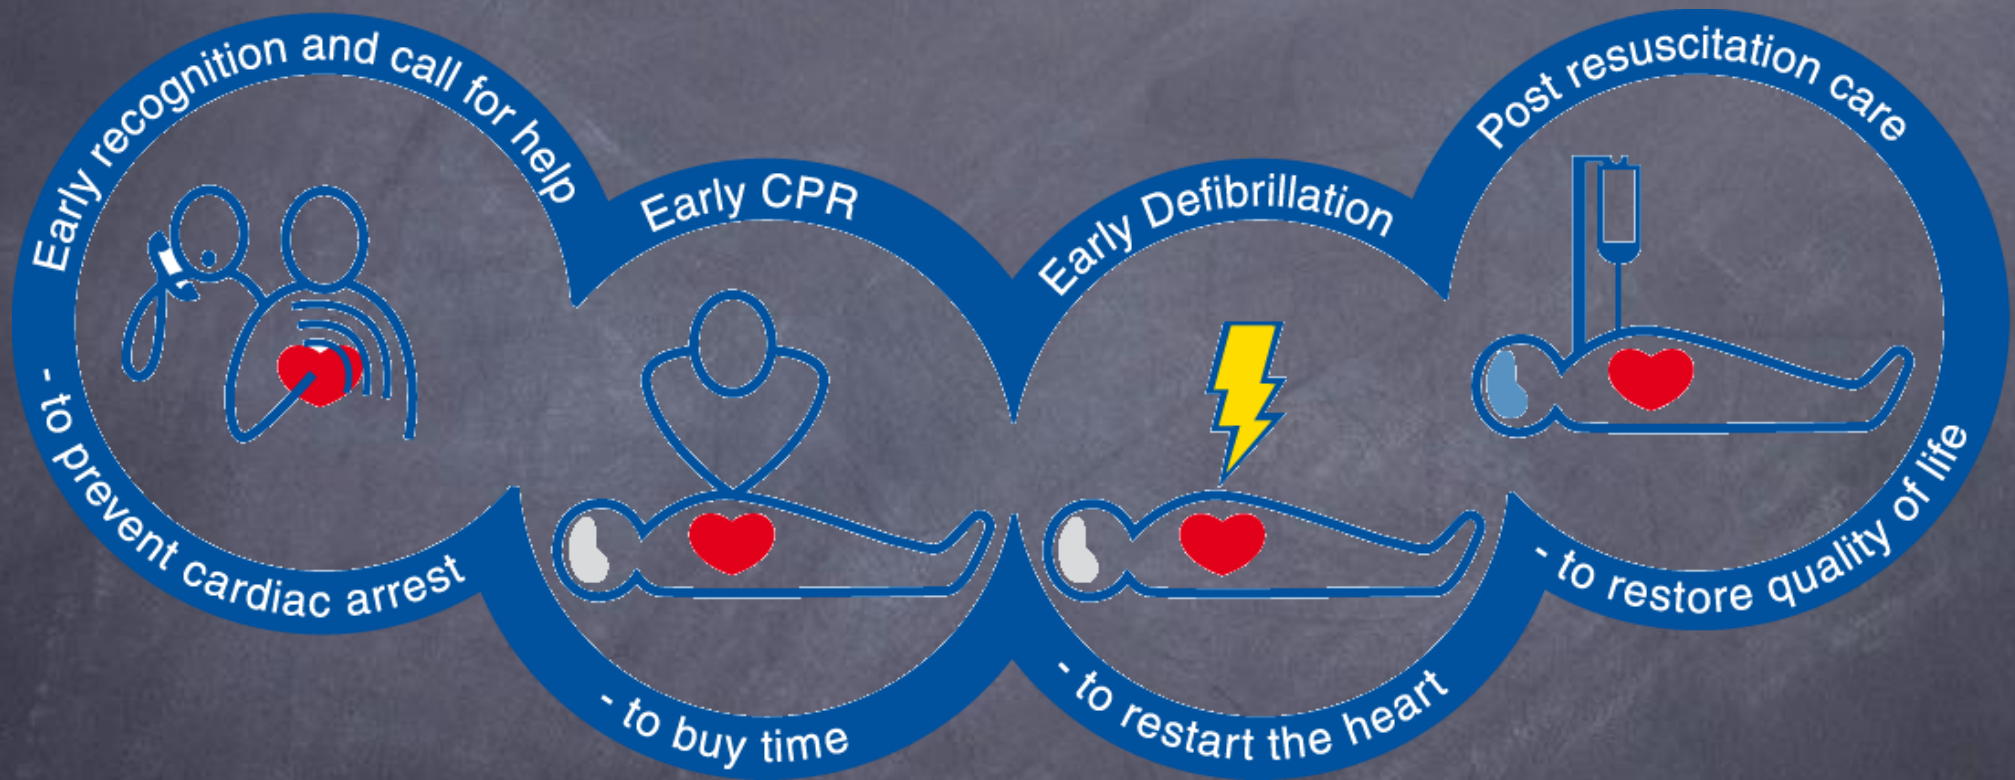 Early recognition and call for help
- to prevent cardiac arrest
Early CPR
- to buy time
Early Defibrillation
- to restart the heart
Post resuscitation care
- to restore quality of life